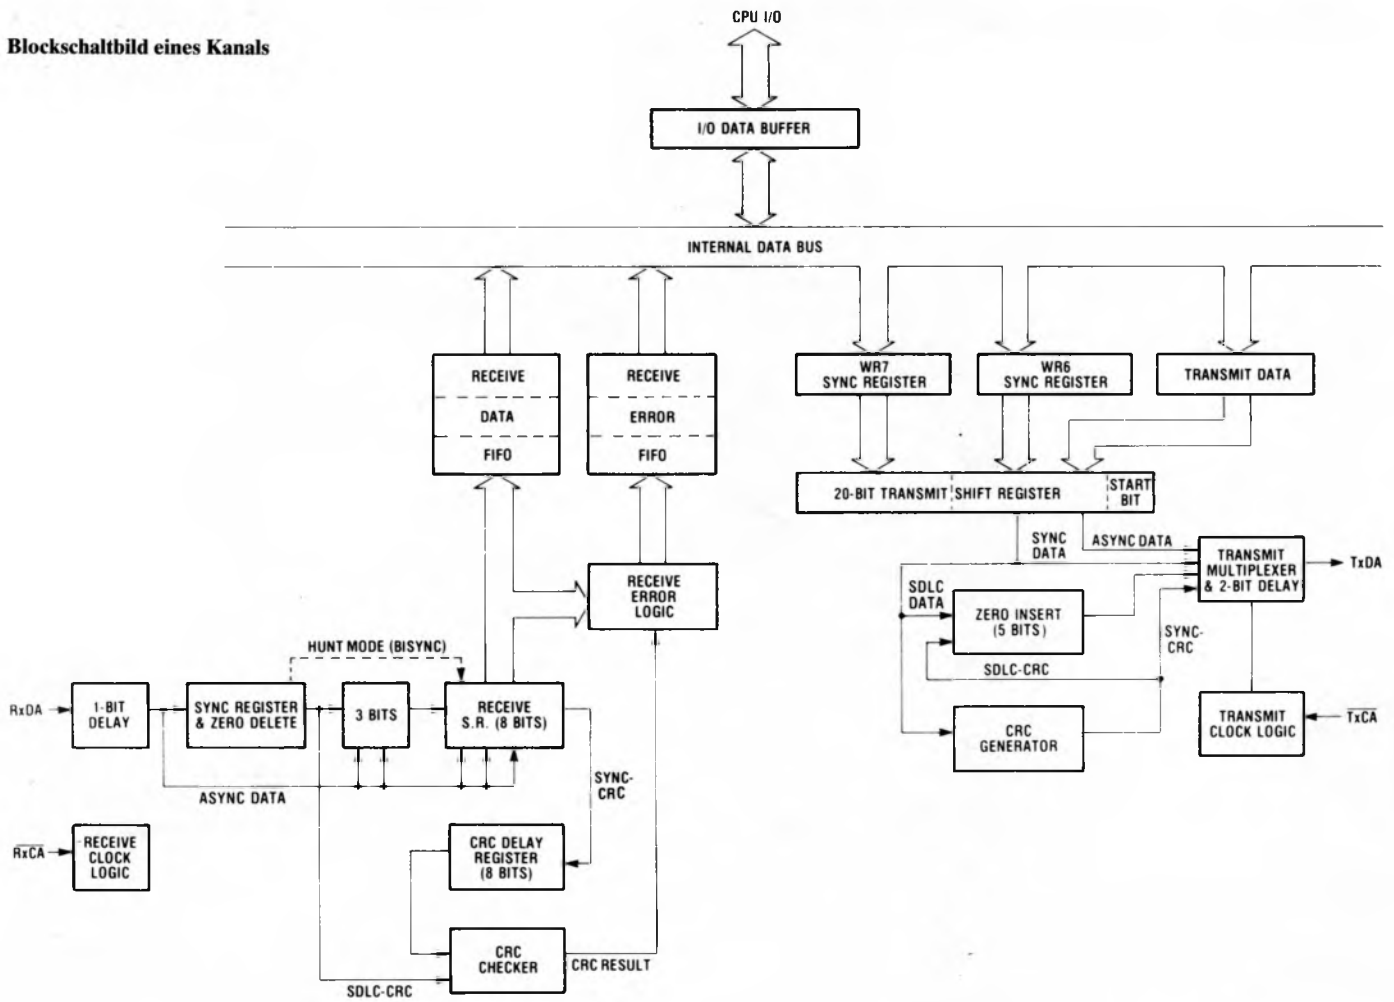 CPU I/O
Blockschaltbild eines Kanals
I/O DATA BUFFER
INTERNAL DATA BUS
RECEIVE
DATA
FIFO
RECEIVE
ERROR
FIFO
WR7
SYNC REGISTER
WR6
SYNC REGISTER
TRANSMIT DATA
20-BIT TRANSMIT SHIFT REGISTER
START
BIT
SYNC
DATA
ASYNC DATA
TRANSMIT
MULTIPLEXER
& 2-BIT DELAY
TxDA
RECEIVE
ERROR
LOGIC
SDLC
DATA
ZERO INSERT
(5 BITS)
SYNC-
CRC
SDLC-CRC
HUNT MODE (BISYNC)
RxDA
1-BIT
DELAY
SYNC REGISTER
& ZERO DELETE
3 BITS
RECEIVE
S.R. (8 BITS)
CRC
GENERATOR
TRANSMIT
CLOCK LOGIC
T̅x̅C̅A̅
ASYNC DATA
SYNC-
CRC
R̅x̅C̅A̅
RECEIVE
CLOCK
LOGIC
CRC DELAY
REGISTER
(8 BITS)
CRC
CHECKER
CRC RESULT
SDLC-CRC